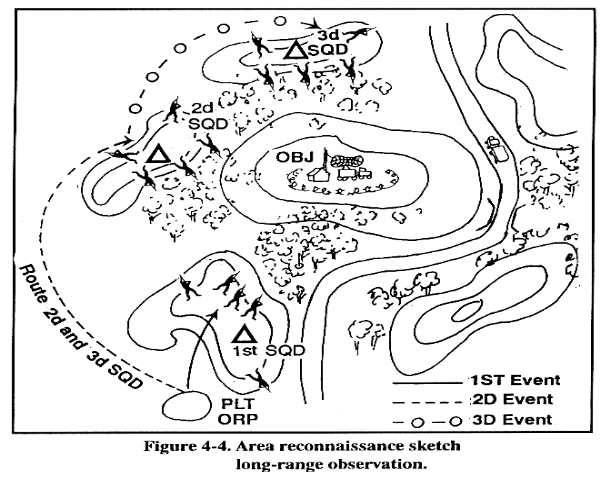 3d
SQD
2d
SQD
OBJ
Route 2d and 3d SQD
1st SQD
PLT
ORP
1ST Event
2D Event
3D Event
Figure 4-4. Area reconnaissance sketch
long-range observation.